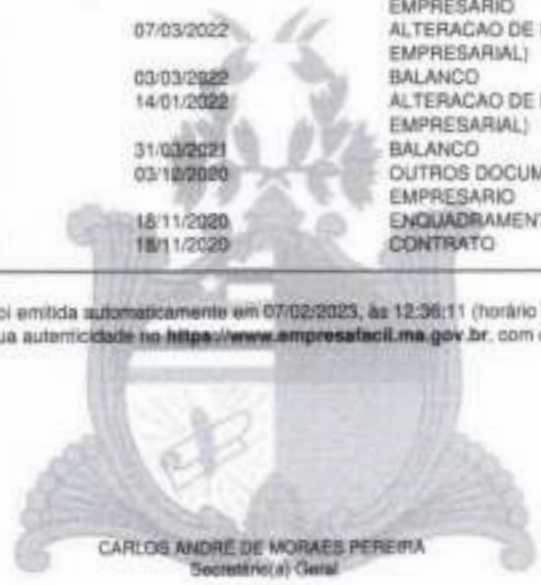 EMPRESARIO
07/03/2022 ALTERACAO DE
EMPRESARIAL)
03/03/2022 BALANCO
14/01/2022 ALTERACAO DE
EMPRESARIAL)
31/03/2021 BALANCO
03/12/2020 OUTROS DOCUM
EMPRESARIO
18/11/2020 ENQUADRAMENT
18/11/2020 CONTRATO
oi emitida automaticamente em 07/02/2023, às 12:36:11 (horário
ua autenticidade no https://www.empresafacil.ma.gov.br, com
CARLOS ANDRÉ DE MORAES PEREIRA
Secretário(a) Geral